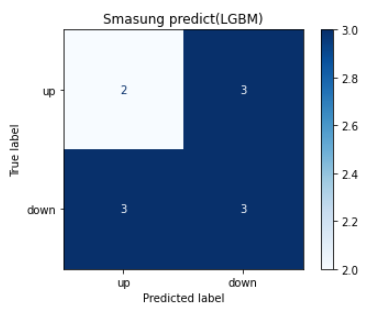 Smasung predict(LGBM)
up
2
3
down
3
3
up
down
True label
Predicted label
3.0
2.8
2.6
2.4
2.2
2.0